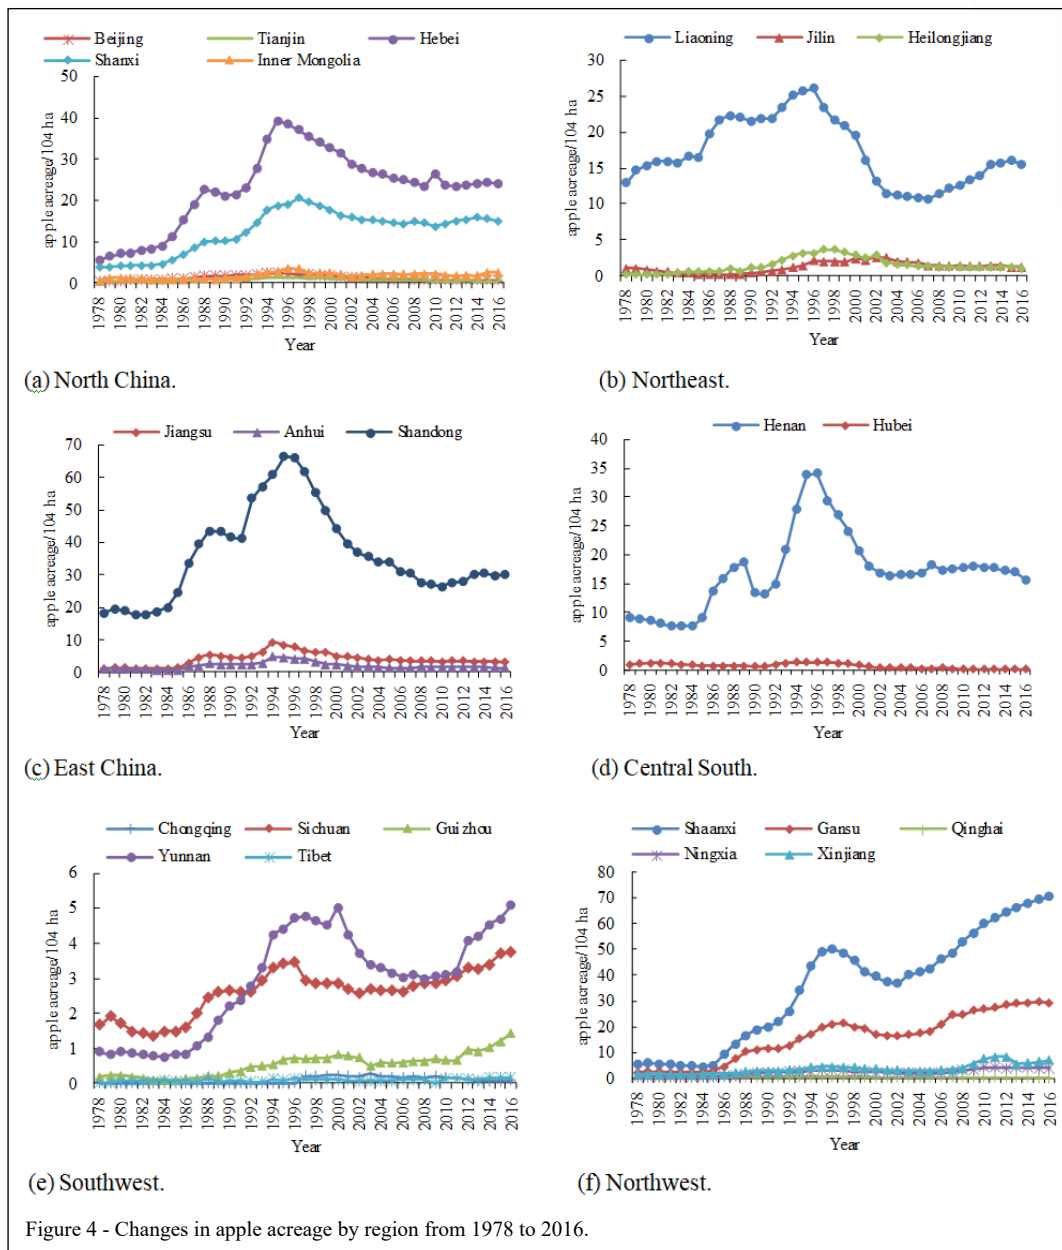 Beijing Tianjin Hebei
Shanxi Inner Mongolia
apple acreage/104 ha
50
40
30
20
10
0
1978 1980 1982 1984 1986 1988 1990 1992 1994 1996 1998 2000 2002 2004 2006 2008 2010 2012 2014 2016
Year
(a) North China.
Liaoning Jilin Heilongjiang
apple acreage/104 ha
30
25
20
15
10
5
0
1978 1980 1982 1984 1986 1988 1990 1992 1994 1996 1998 2000 2002 2004 2006 2008 2010 2012 2014 2016
Year
(b) Northeast.
Jiangsu Anhui Shandong
apple acreage/104 ha
70
60
50
40
30
20
10
0
1978 1980 1982 1984 1986 1988 1990 1992 1994 1996 1998 2000 2002 2004 2006 2008 2010 2012 2014 2016
Year
(c) East China.
Henan Hubei
apple acreage/104 ha
40
35
30
25
20
15
10
5
0
1978 1980 1982 1984 1986 1988 1990 1992 1994 1996 1998 2000 2002 2004 2006 2008 2010 2012 2014 2016
Year
(d) Central South.
Chongqing Sichuan Guizhou
Yunnan Tibet
apple acreage/104 ha
6
5
4
3
2
1
0
1978 1980 1982 1984 1986 1988 1990 1992 1994 1996 1998 2000 2002 2004 2006 2008 2010 2012 2014 2016
Year
(e) Southwest.
Shaanxi Gansu Qinghai
Ningxia Xinjiang
apple acreage/104 ha
80
70
60
50
40
30
20
10
0
1978 1980 1982 1984 1986 1988 1990 1992 1994 1996 1998 2000 2002 2004 2006 2008 2010 2012 2014 2016
Year
(f) Northwest.
Figure 4 - Changes in apple acreage by region from 1978 to 2016.